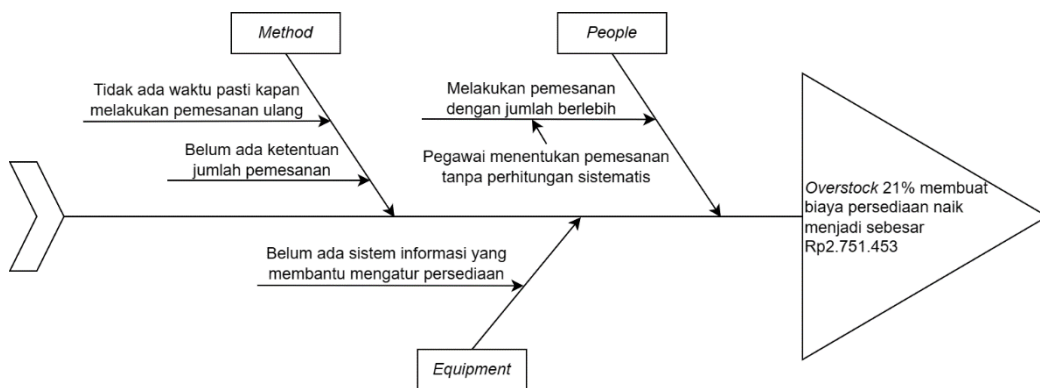 Method
People
Tidak ada waktu pasti kapan
melakukan pemesanan ulang
Melakukan pemesanan
dengan jumlah berlebih
Belum ada ketentuan
jumlah pemesanan
Pegawai menentukan pemesanan
tanpa perhitungan sistematis
Overstock 21% membuat
biaya persediaan naik
menjadi sebesar
Rp2.751.453
Belum ada sistem informasi yang
membantu mengatur persediaan
Equipment